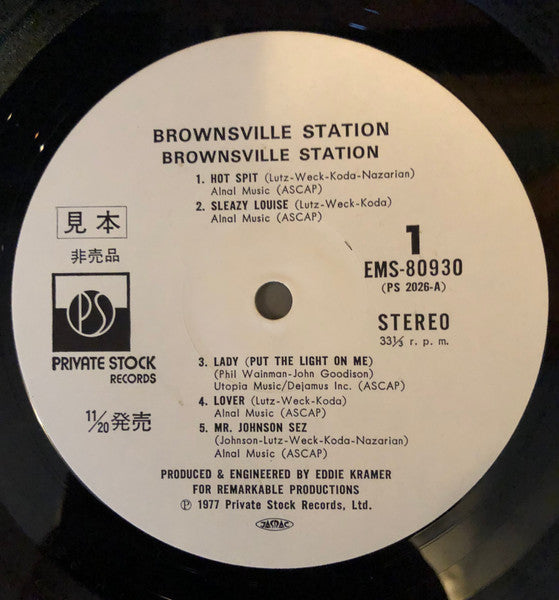 BROWNSVILLE STATION
BROWNSVILLE STATION
1. HOT SPIT (Lutz-Weck-Koda-Nazarian)
Alnal Music (ASCAP)
2. SLEAZY LOUISE (Lutz-Weck-Koda)
Alnal Music (ASCAP)
見本
非売品
PS
PRIVATE STOCK
RECORDS
11/20 発売
1
EMS-80930
(PS 2026-A)
STEREO
33⅓ r. p. m.
3. LADY (PUT THE LIGHT ON ME)
(Phil Wainman-John Goodison)
Utopia Music/Dejamus Inc. (ASCAP)
4. LOVER (Lutz-Weck-Koda)
Alnal Music (ASCAP)
5. MR. JOHNSON SEZ
(Johnson-Lutz-Weck-Koda-Nazarian)
Alnal Music (ASCAP)
PRODUCED & ENGINEERED BY EDDIE KRAMER
FOR REMARKABLE PRODUCTIONS
Ⓟ 1977 Private Stock Records, Ltd.
JASRAC